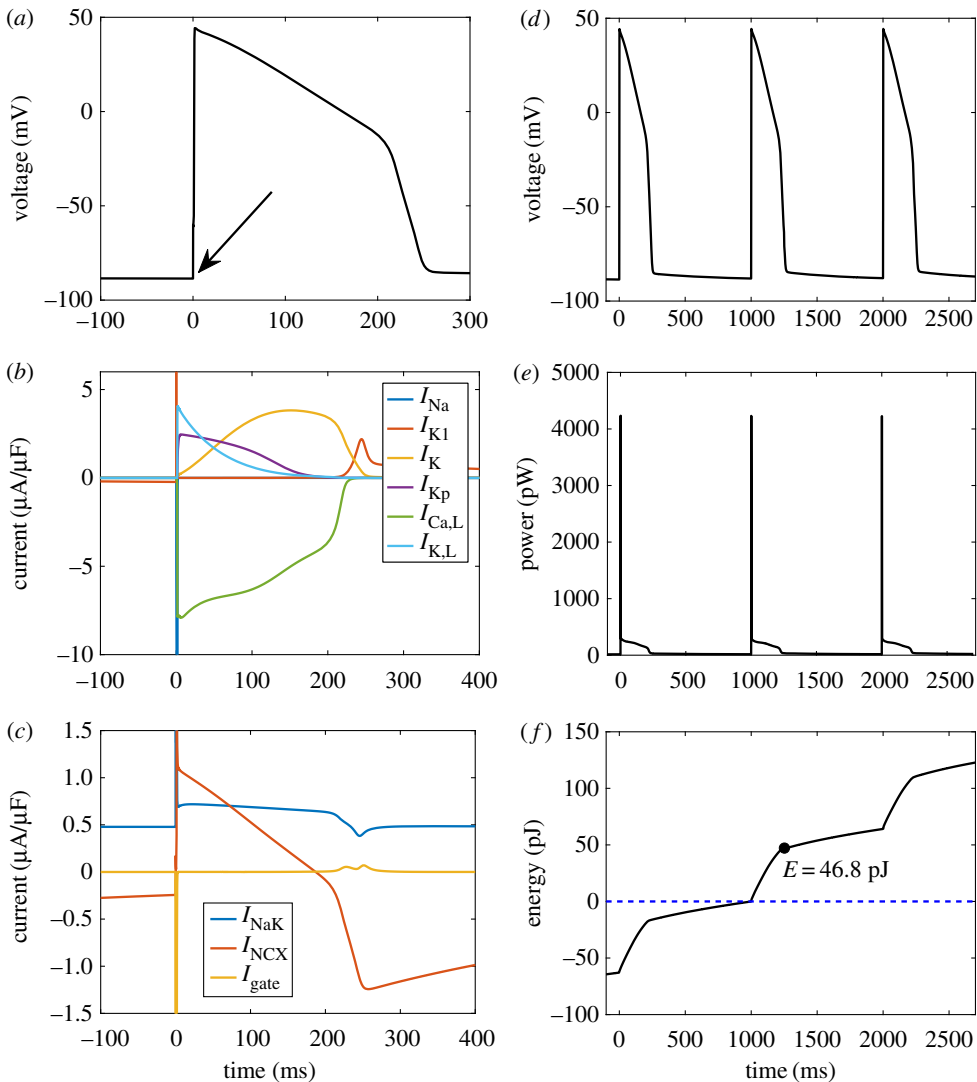 (a)
50
0
−50
−100
voltage (mV)
−100 0 100 200 300
(b)
5
0
−5
−10
current (µA/µF)
I_Na
I_K1
I_K
I_Kp
I_Ca,L
I_K,L
−100 0 100 200 300 400
(c)
1.5
1.0
0.5
0
−0.5
−1.0
−1.5
current (µA/µF)
I_NaK
I_NCX
I_gate
−100 0 100 200 300 400
time (ms)
(d)
50
0
−50
−100
voltage (mV)
0 500 1000 1500 2000 2500
(e)
5000
4000
3000
2000
1000
0
power (pW)
0 500 1000 1500 2000 2500
(f)
150
100
50
0
−50
−100
energy (pJ)
E = 46.8 pJ
0 500 1000 1500 2000 2500
time (ms)